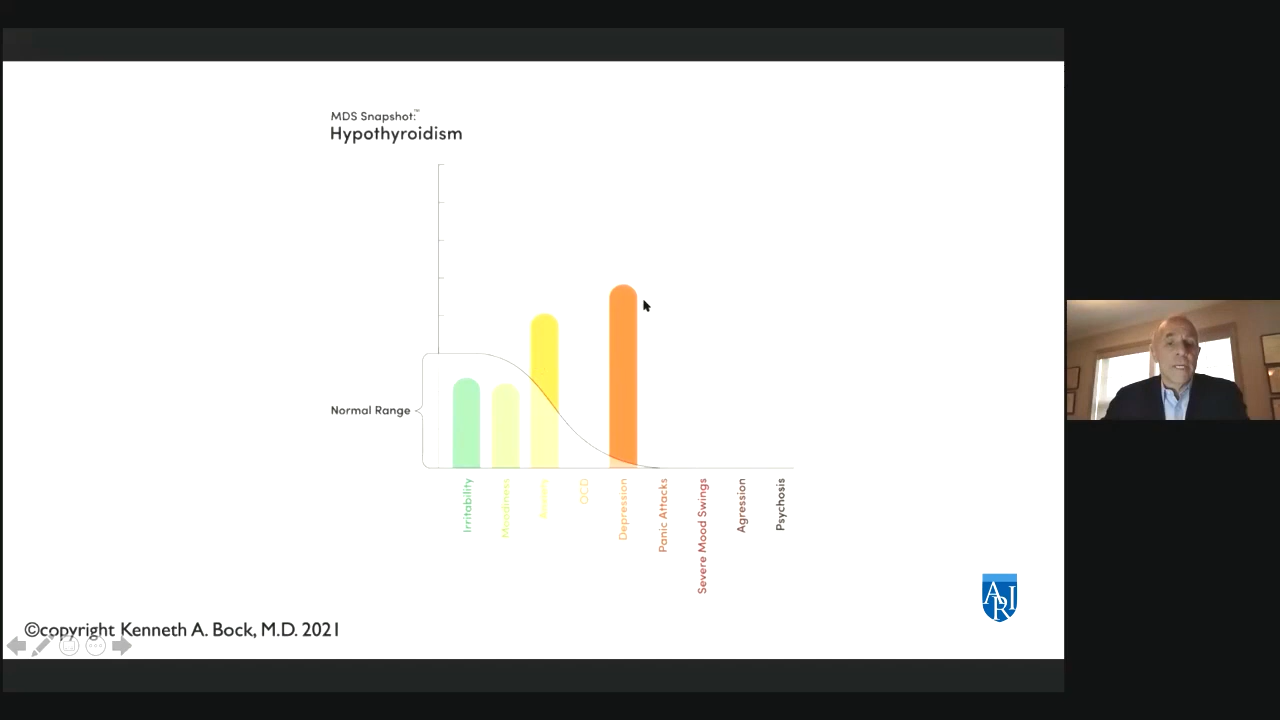 MDS Snapshot:™
Hypothyroidism
Normal Range
Irritability
Moodiness
Anxiety
OCD
Depression
Panic Attacks
Severe Mood Swings
Agression
Psychosis
ARI
©copyright Kenneth A. Bock, M.D. 2021